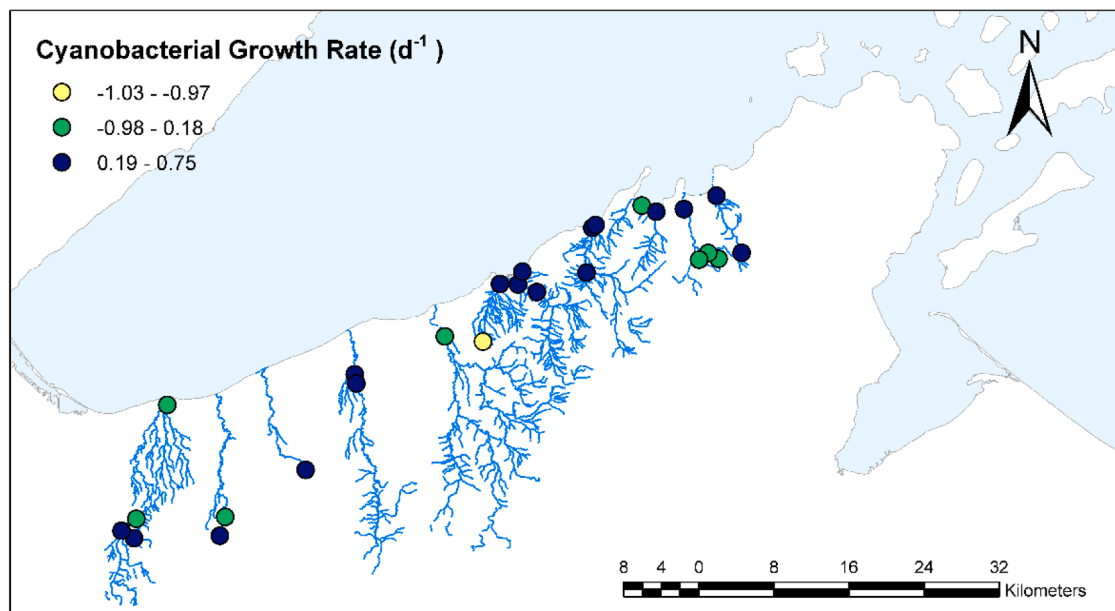 Cyanobacterial Growth Rate (d⁻¹ )
-1.03 - -0.97
-0.98 - 0.18
0.19 - 0.75
N
8 4 0 8 16 24 32
Kilometers